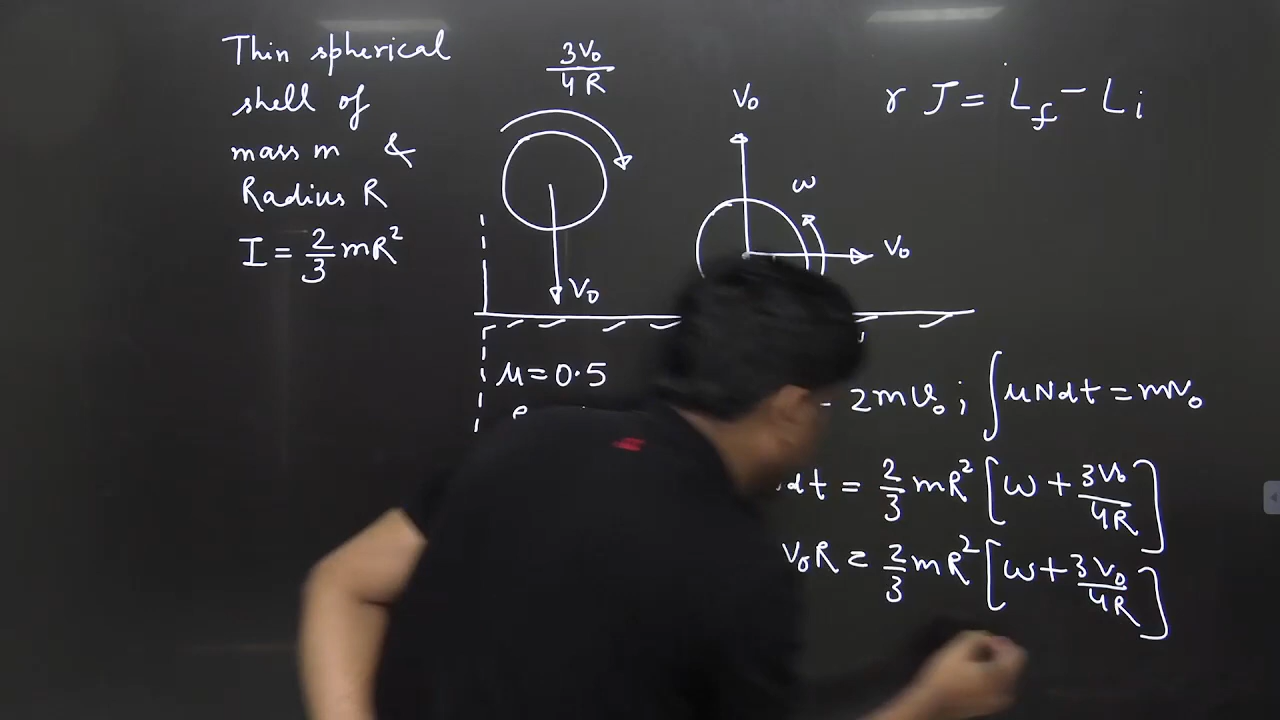 Thin spherical
shell of
mass m &
Radius R
I = 2/3 mR²
3V₀/4R
V₀
V₀
ω
V₀
r J = L_f - L_i
μ = 0.5
- 2mV₀ ; ∫μNdt = mV₀
dt = 2/3 mR² [ω + 3V₀/4R]
V₀R = 2/3 mR² [ω + 3V₀/4R]